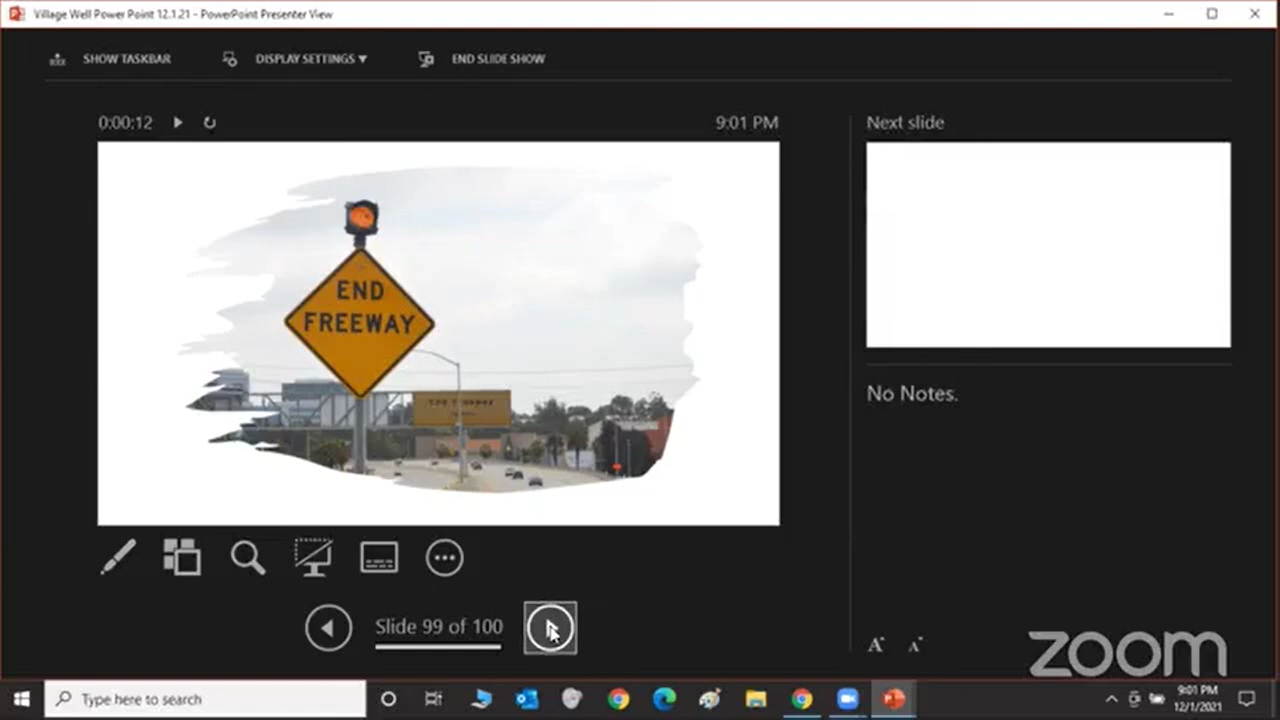 Village Well Power Point 12.1.21 - PowerPoint Presenter View
SHOW TASKBAR
DISPLAY SETTINGS
END SLIDE SHOW
0:00:12
9:01 PM
Next slide
END
FREEWAY
No Notes.
Slide 99 of 100
A A
zoom
Type here to search
9:01 PM
12/1/2021